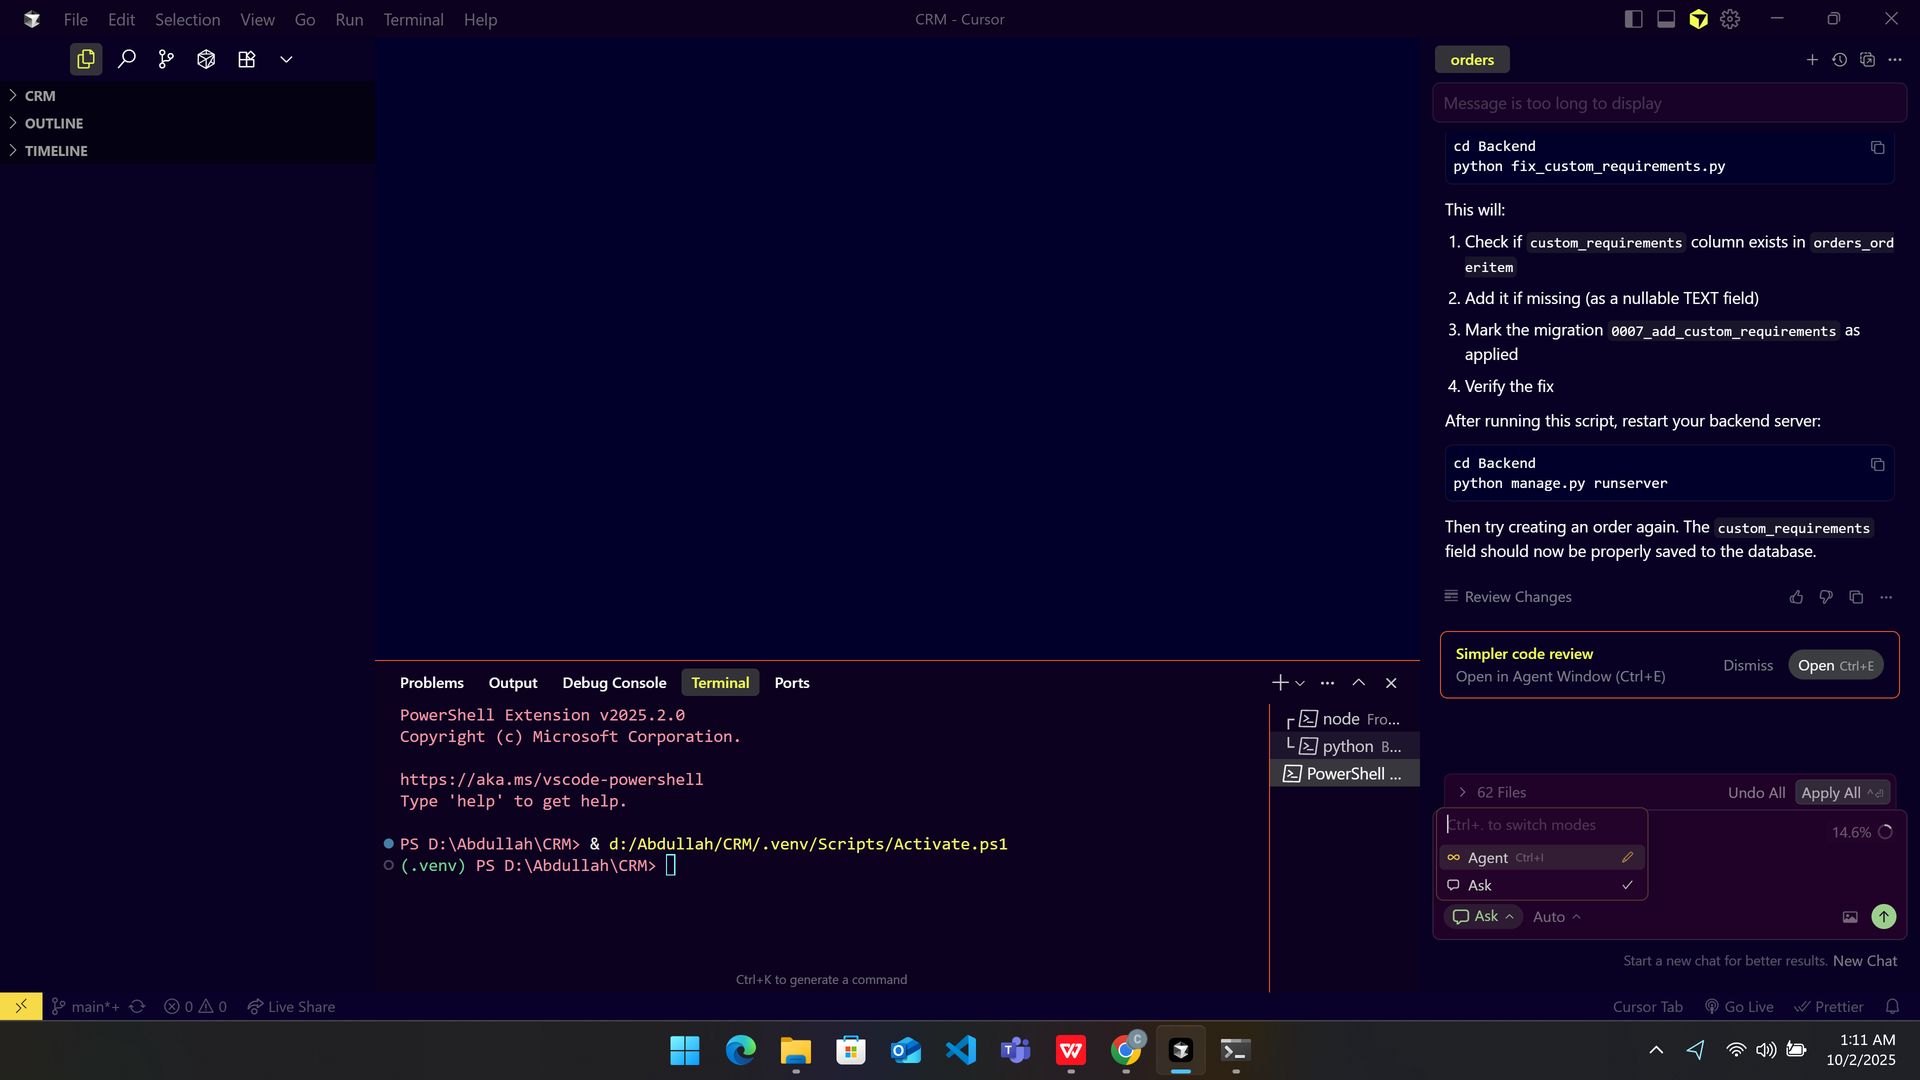 File Edit Selection View Go Run Terminal Help
CRM - Cursor
CRM
OUTLINE
TIMELINE
Problems Output Debug Console Terminal Ports
PowerShell Extension v2025.2.0
Copyright (c) Microsoft Corporation.
https://aka.ms/vscode-powershell
Type 'help' to get help.
PS D:\Abdullah\CRM> & d:/Abdullah/CRM/.venv/Scripts/Activate.ps1
(.venv) PS D:\Abdullah\CRM>
Ctrl+K to generate a command
node Fro...
python B...
PowerShell ...
orders
Message is too long to display
cd Backend
python fix_custom_requirements.py
This will:
1. Check if custom_requirements column exists in orders_ord
eritem
2. Add it if missing (as a nullable TEXT field)
3. Mark the migration 0007_add_custom_requirements as
applied
4. Verify the fix
After running this script, restart your backend server:
cd Backend
python manage.py runserver
Then try creating an order again. The custom_requirements
field should now be properly saved to the database.
Review Changes
Simpler code review
Open in Agent Window (Ctrl+E)
Dismiss
Open Ctrl+E
62 Files
Undo All
Apply All
Ctrl+. to switch modes
14.6%
Agent Ctrl+I
Ask
Ask
Auto
Start a new chat for better results. New Chat
main*+
0
0
Live Share
Cursor Tab
Go Live
Prettier
C
1:11 AM
10/2/2025